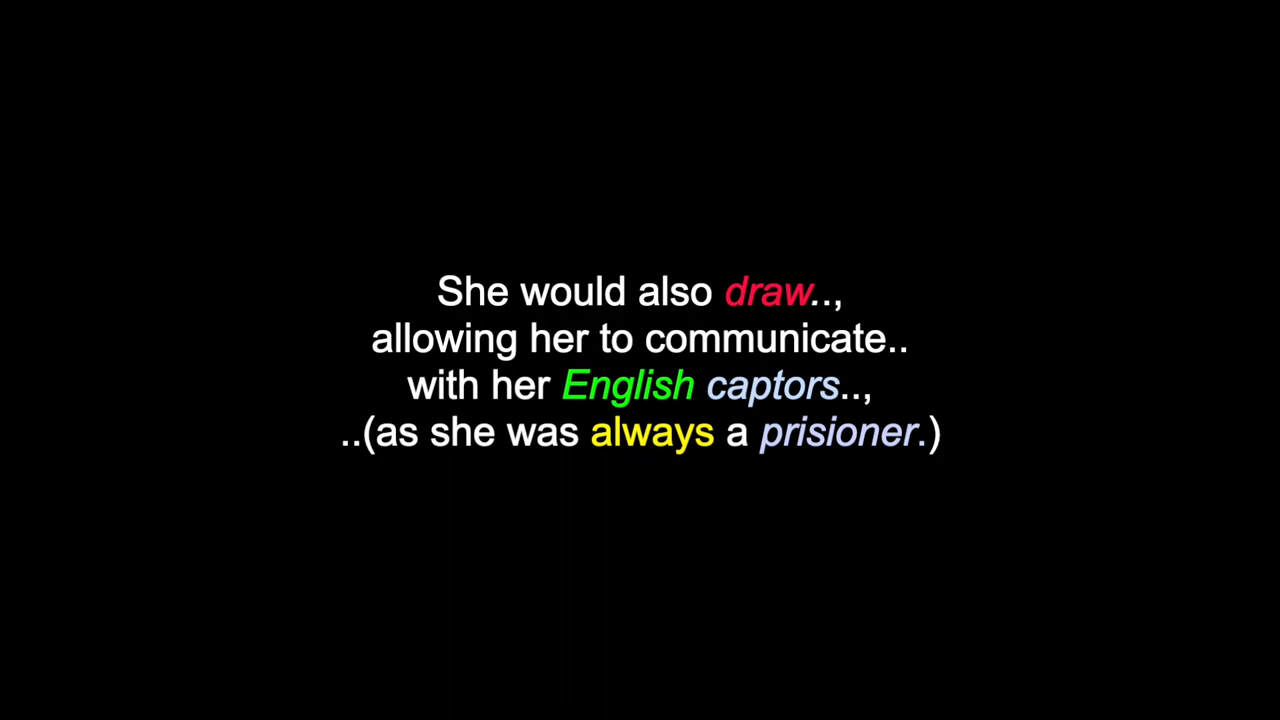 She would also draw..,
allowing her to communicate..
with her English captors..,
..(as she was always a prisioner.)